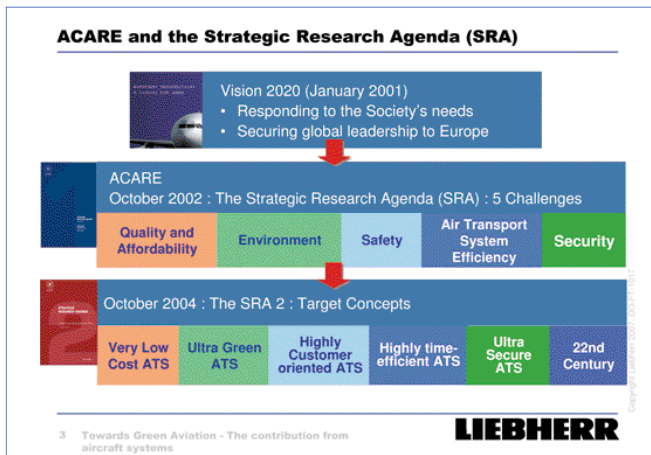 ACARE and the Strategic Research Agenda (SRA)
Vision 2020 (January 2001)
• Responding to the Society's needs
• Securing global leadership to Europe
ACARE
October 2002 : The Strategic Research Agenda (SRA) : 5 Challenges
Quality and
Affordability
Environment
Safety
Air Transport
System
Efficiency
Security
October 2004 : The SRA 2 : Target Concepts
Very Low
Cost ATS
Ultra Green
ATS
Highly
Customer
oriented ATS
Highly time-
efficient ATS
Ultra
Secure
ATS
22nd
Century
3 Towards Green Aviation - The contribution from
aircraft systems
LIEBHERR